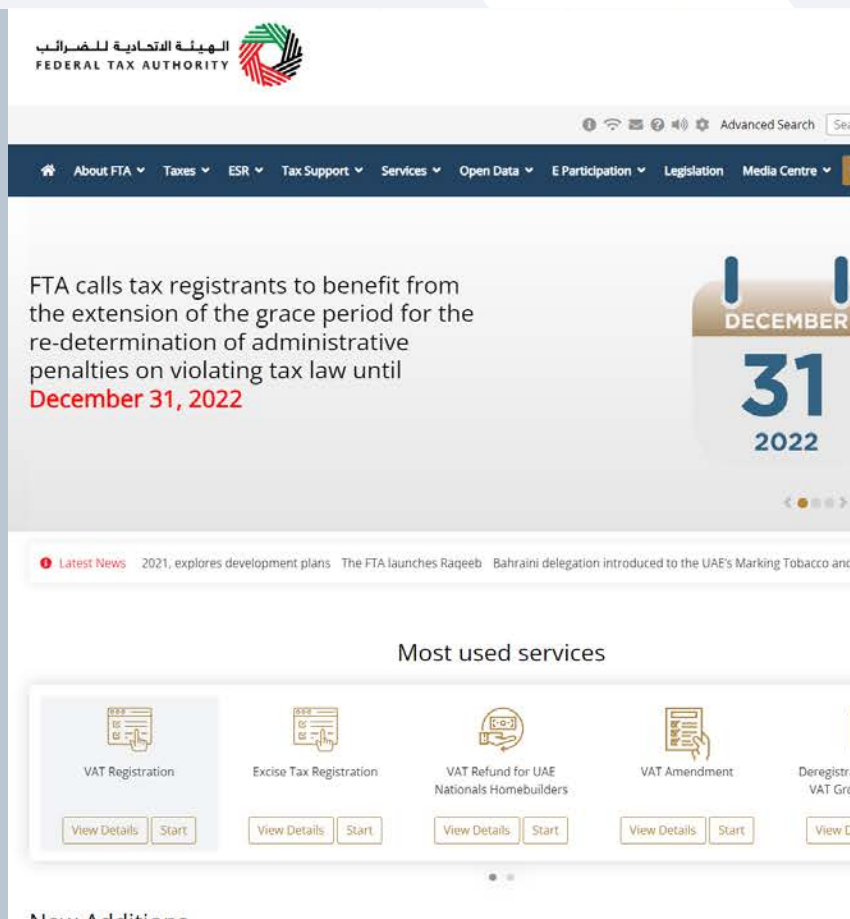 الهيئة الاتحادية للضرائب
FEDERAL TAX AUTHORITY
Advanced Search
About FTA Taxes ESR Tax Support Services Open Data E Participation Legislation Media Centre
FTA calls tax registrants to benefit from
the extension of the grace period for the
re-determination of administrative
penalties on violating tax law until
December 31, 2022
DECEMBER
31
2022
Latest News 2021, explores development plans The FTA launches Raqeeb Bahraini delegation introduced to the UAE's Marking Tobacco and
Most used services
VAT Registration Excise Tax Registration VAT Refund for UAE VAT Amendment
Nationals Homebuilders
View Details Start View Details Start View Details Start View Details Start View
New Additions